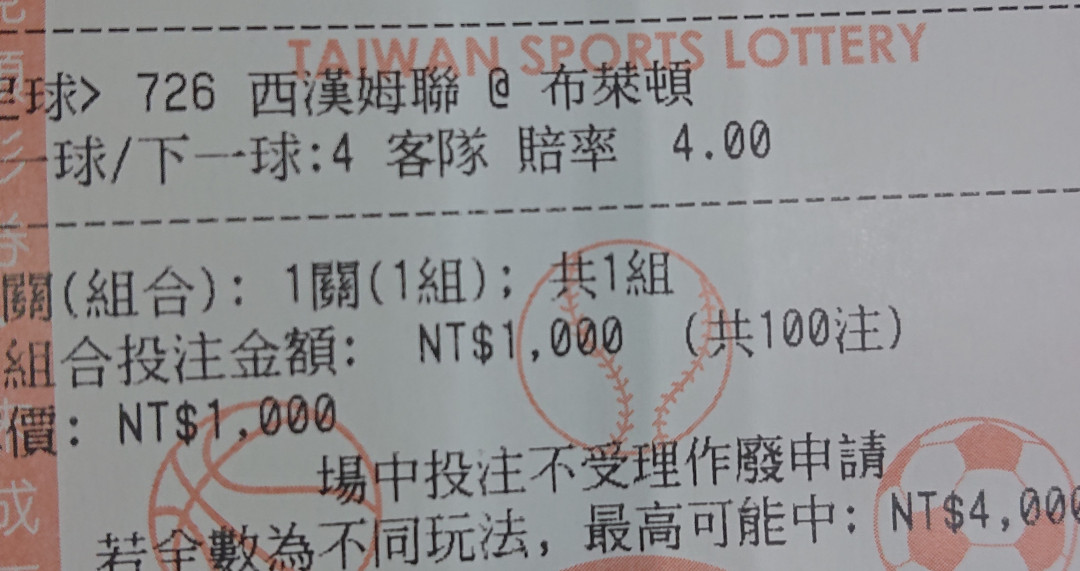 TAIWAN SPORTS LOTTERY
球> 726 西漢姆聯 @ 布萊頓
一球/下一球:4 客隊 賠率 4.00
關(組合): 1關(1組); 共1組
組合投注金額: NT$1,000 (共100注)
價: NT$1,000
場中投注不受理作廢申請
若全數為不同玩法, 最高可能中: NT$4,000